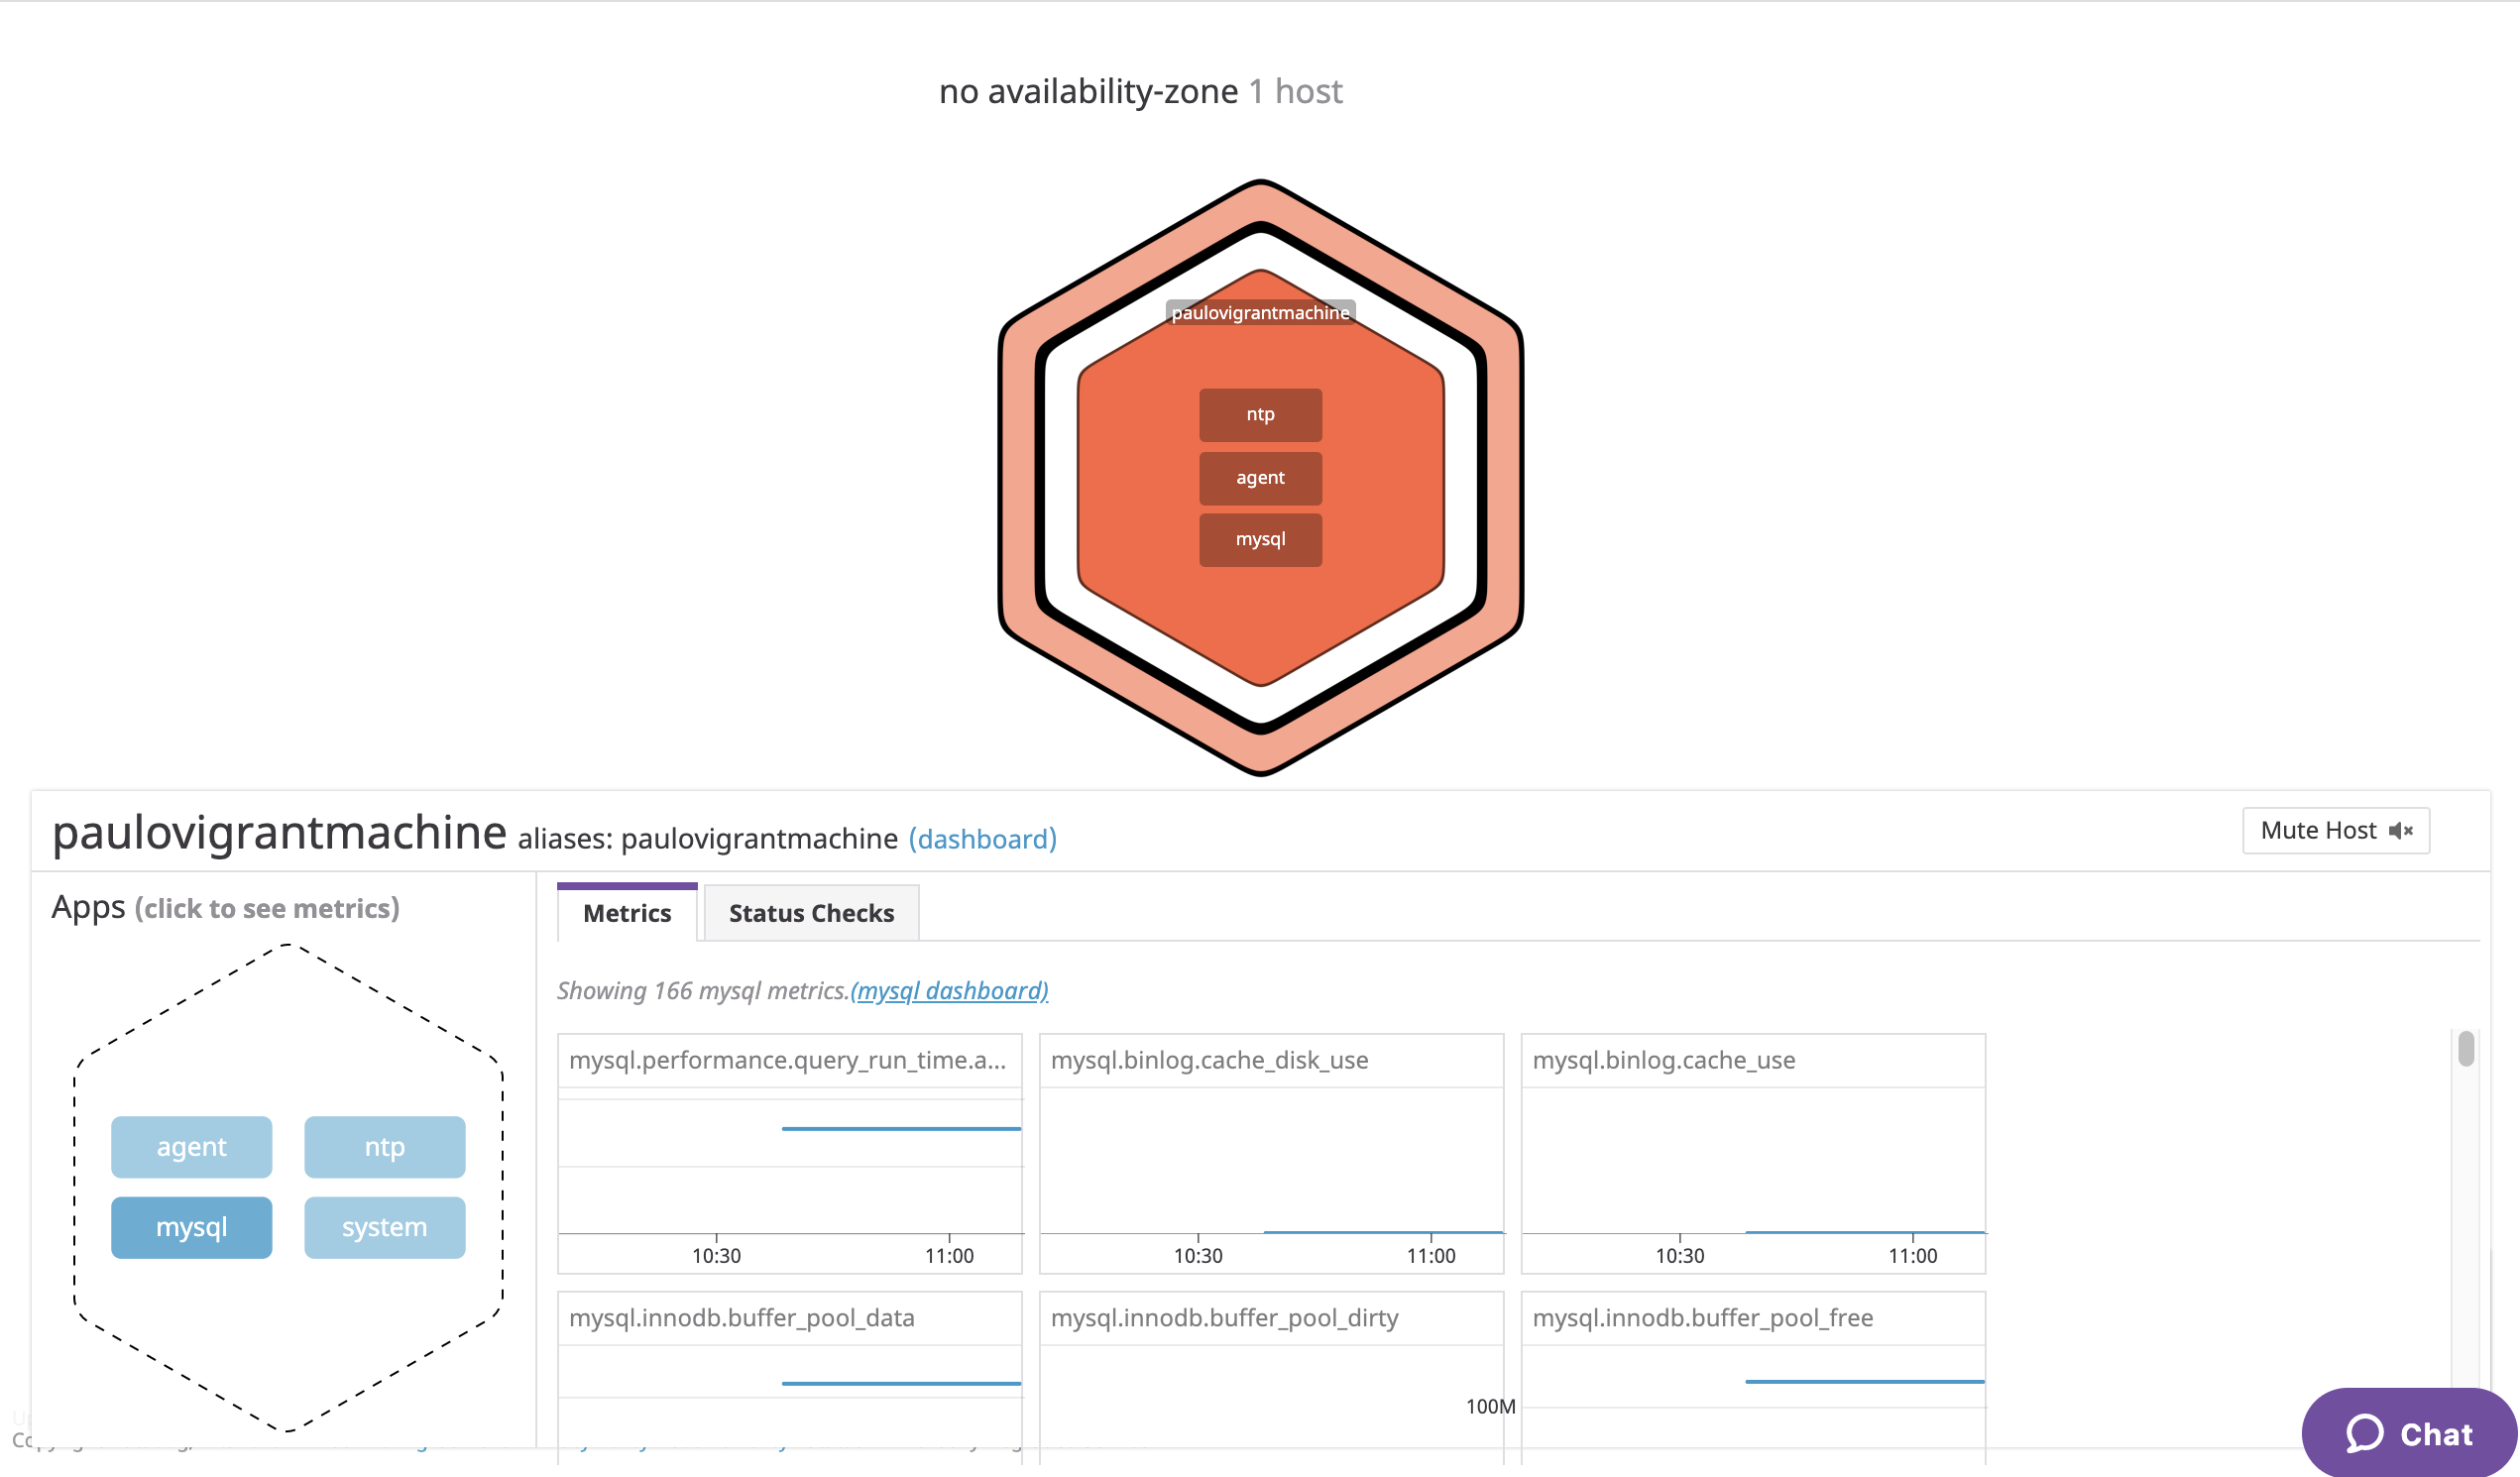 no availability-zone 1 host
paulovigrantmachine
ntp
agent
mysql
paulovigrantmachine aliases: paulovigrantmachine (dashboard)
Mute Host
Apps (click to see metrics)
agent ntp
mysql system
Metrics Status Checks
Showing 166 mysql metrics.(mysql dashboard)
mysql.performance.query_run_time.a... mysql.binlog.cache_disk_use mysql.binlog.cache_use
10:30 11:00 10:30 11:00 10:30 11:00
mysql.innodb.buffer_pool_data mysql.innodb.buffer_pool_dirty mysql.innodb.buffer_pool_free
100M
Chat